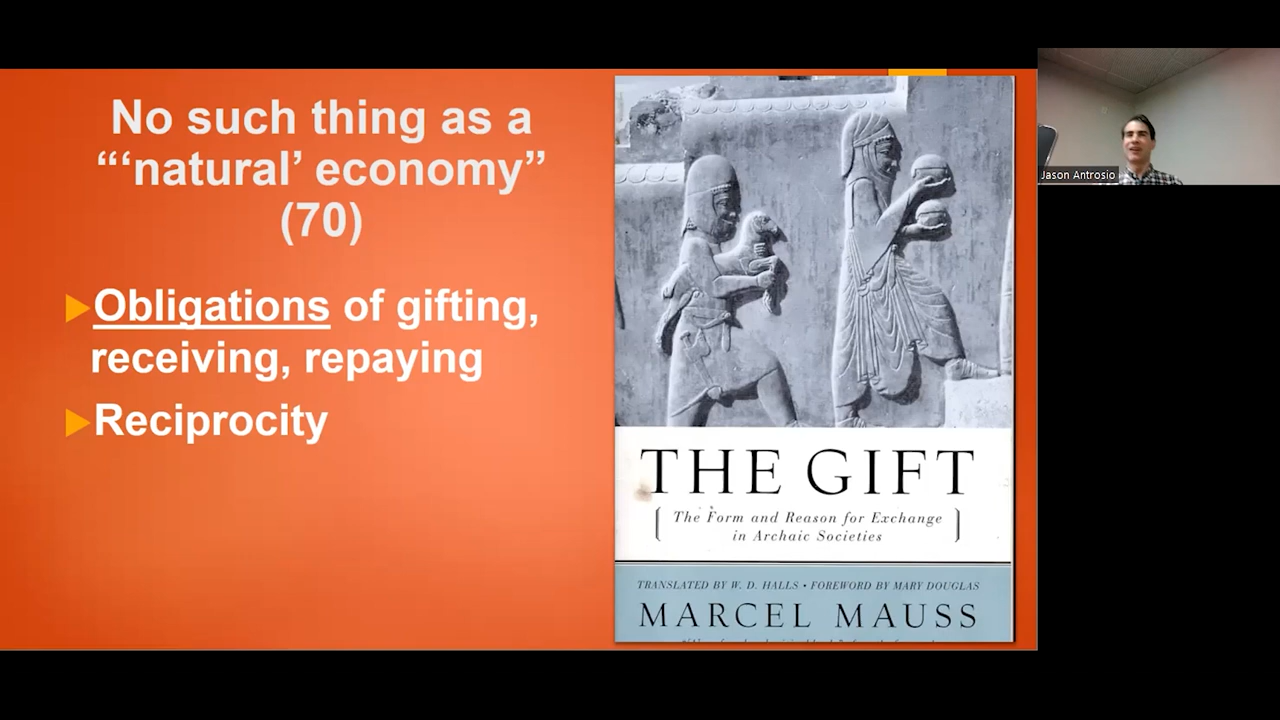 No such thing as a
“‘natural’ economy”
(70)
Obligations of gifting,
receiving, repaying
Reciprocity
THE GIFT
The Form and Reason for Exchange
in Archaic Societies
TRANSLATED BY W. D. HALLS • FOREWORD BY MARY DOUGLAS
MARCEL MAUSS
Jason Antrosio